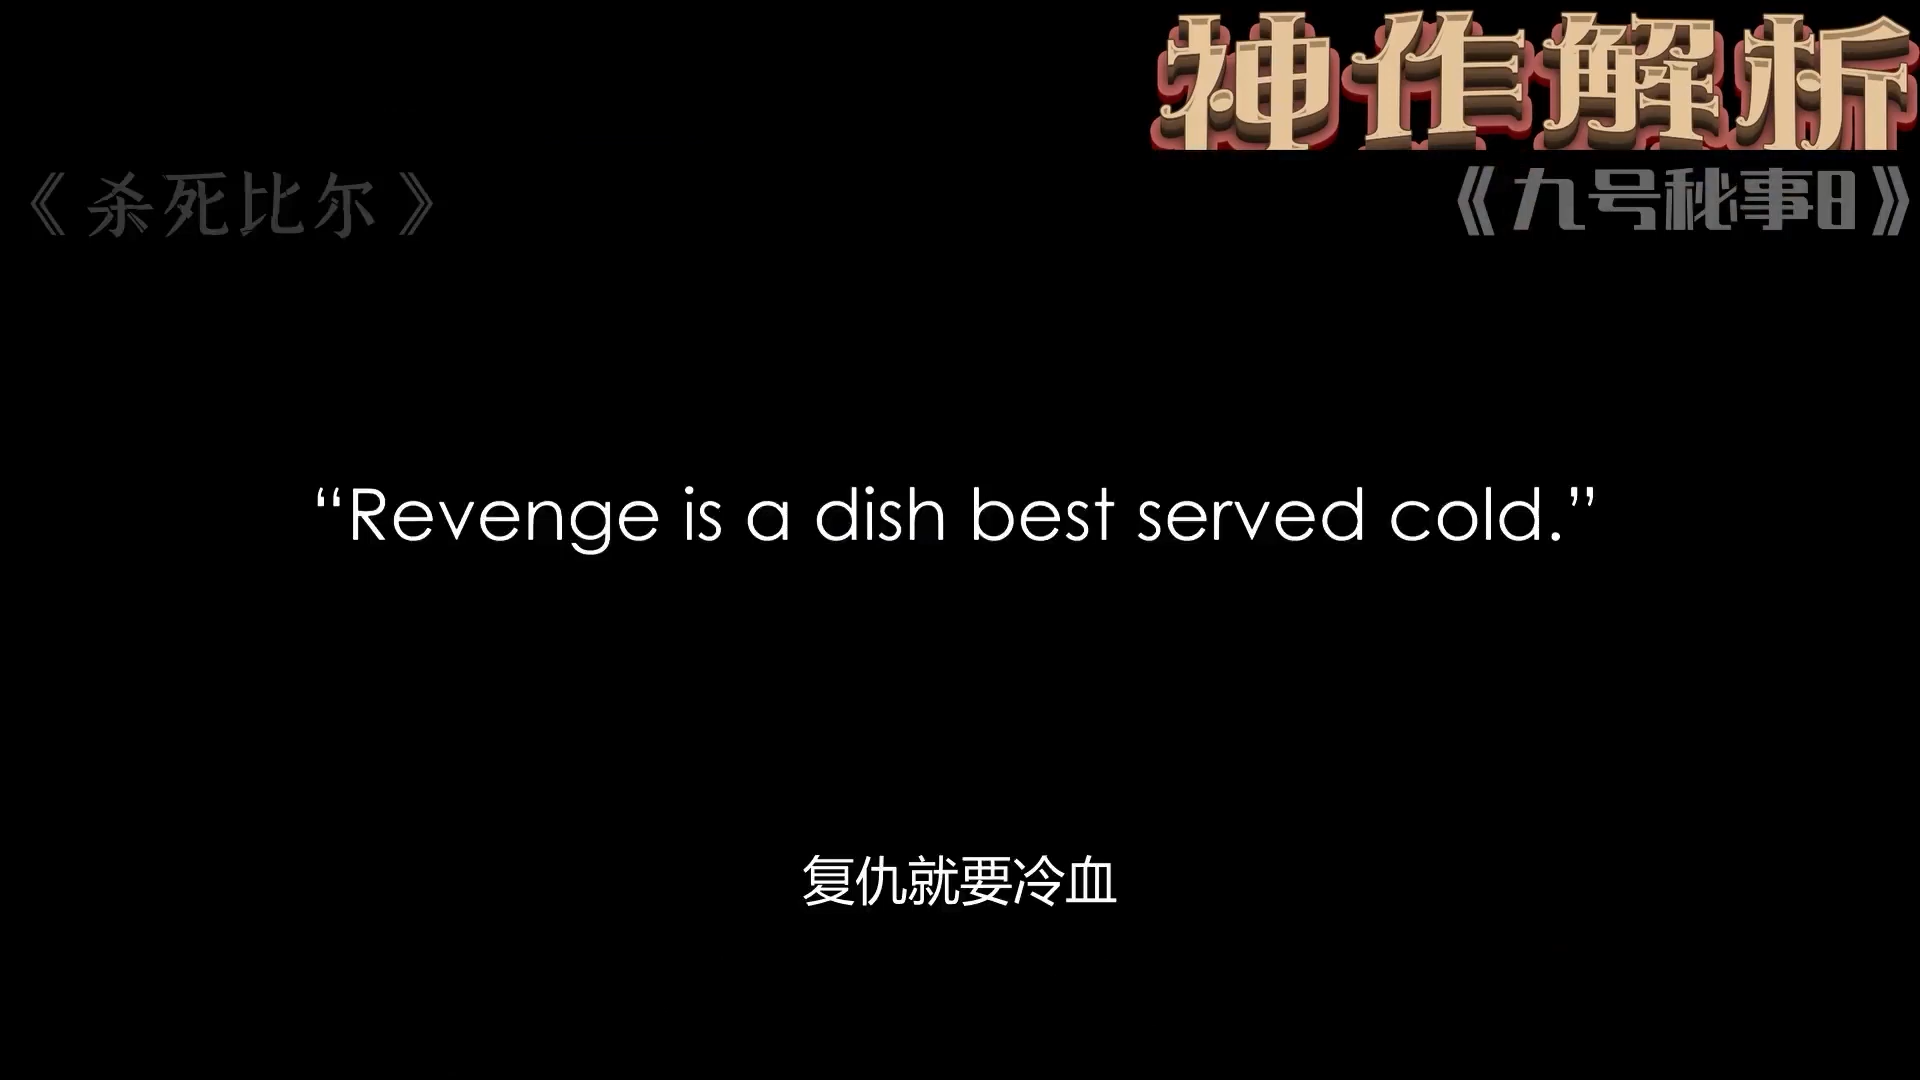 神作解析
《杀死比尔》
《九号秘事8》
“Revenge is a dish best served cold.”
复仇就要冷血